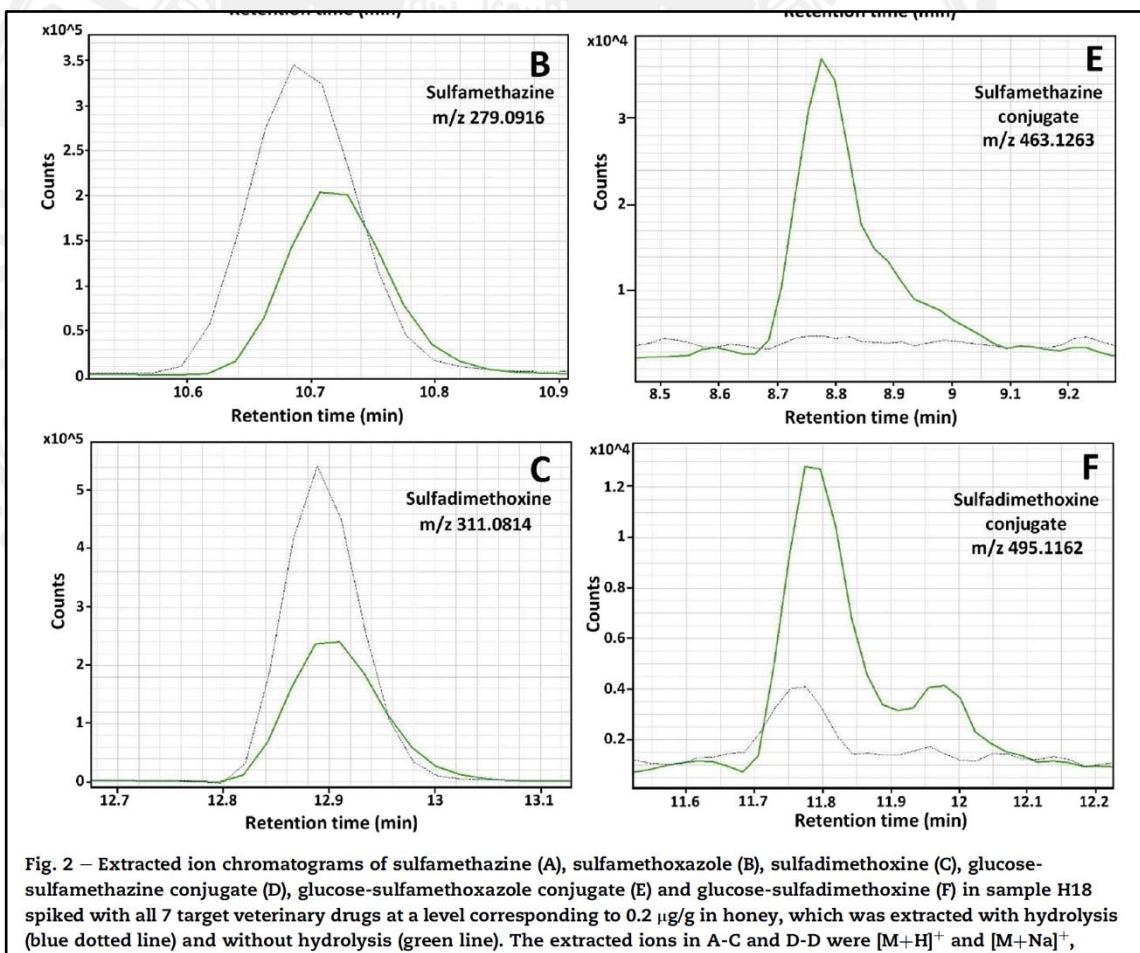 Retention time (min)
Retention time (min)
x10^5
3.5
3
2.5
2
1.5
1
0.5
0
Counts
B
Sulfamethazine
m/z 279.0916
10.6
10.7
10.8
10.9
Retention time (min)
x10^4
3
2
1
Counts
E
Sulfamethazine
conjugate
m/z 463.1263
8.5
8.6
8.7
8.8
8.9
9
9.1
9.2
Retention time (min)
x10^5
5
4
3
2
1
0
Counts
C
Sulfadimethoxine
m/z 311.0814
12.7
12.8
12.9
13
13.1
Retention time (min)
x10^4
1.2
1
0.8
0.6
0.4
0.2
Counts
F
Sulfadimethoxine
conjugate
m/z 495.1162
11.6
11.7
11.8
11.9
12
12.1
12.2
Retention time (min)
Fig. 2 – Extracted ion chromatograms of sulfamethazine (A), sulfamethoxazole (B), sulfadimethoxine (C), glucose-
sulfamethazine conjugate (D), glucose-sulfamethoxazole conjugate (E) and glucose-sulfadimethoxine (F) in sample H18
spiked with all 7 target veterinary drugs at a level corresponding to 0.2 μg/g in honey, which was extracted with hydrolysis
(blue dotted line) and without hydrolysis (green line). The extracted ions in A-C and D-D were [M+H]⁺ and [M+Na]⁺,